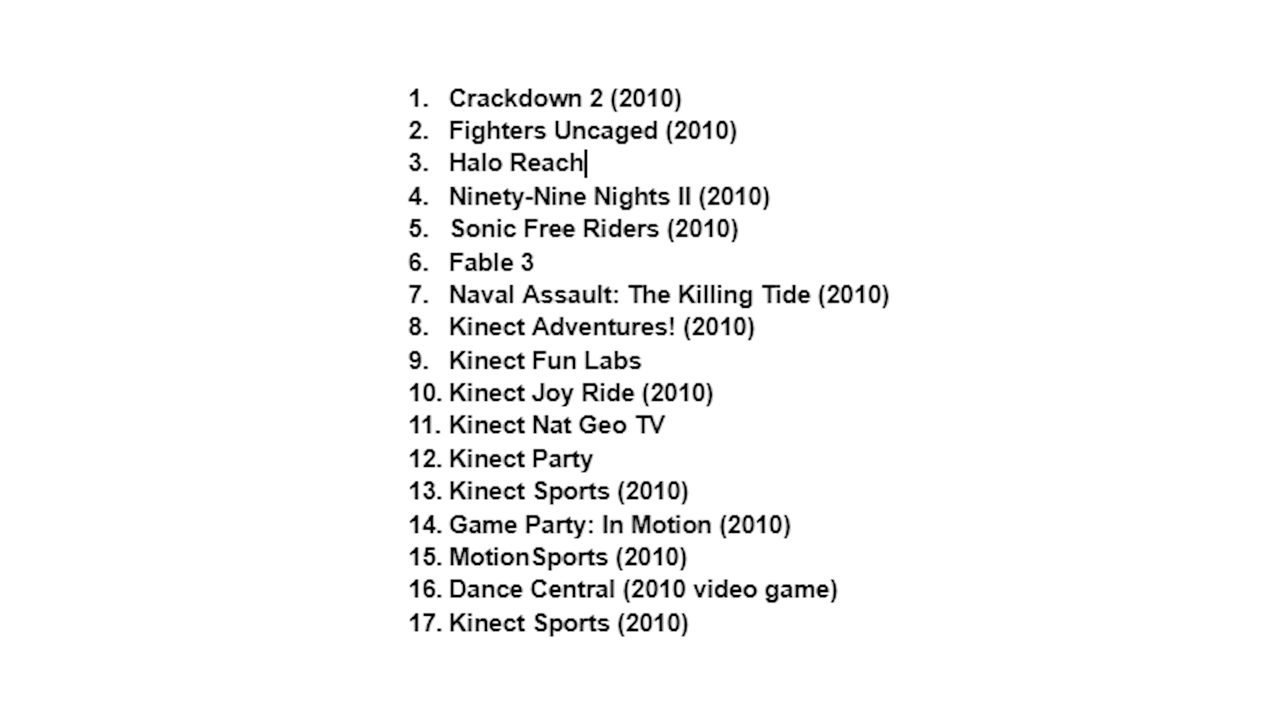 1. Crackdown 2 (2010)
2. Fighters Uncaged (2010)
3. Halo Reach
4. Ninety-Nine Nights II (2010)
5. Sonic Free Riders (2010)
6. Fable 3
7. Naval Assault: The Killing Tide (2010)
8. Kinect Adventures! (2010)
9. Kinect Fun Labs
10. Kinect Joy Ride (2010)
11. Kinect Nat Geo TV
12. Kinect Party
13. Kinect Sports (2010)
14. Game Party: In Motion (2010)
15. MotionSports (2010)
16. Dance Central (2010 video game)
17. Kinect Sports (2010)